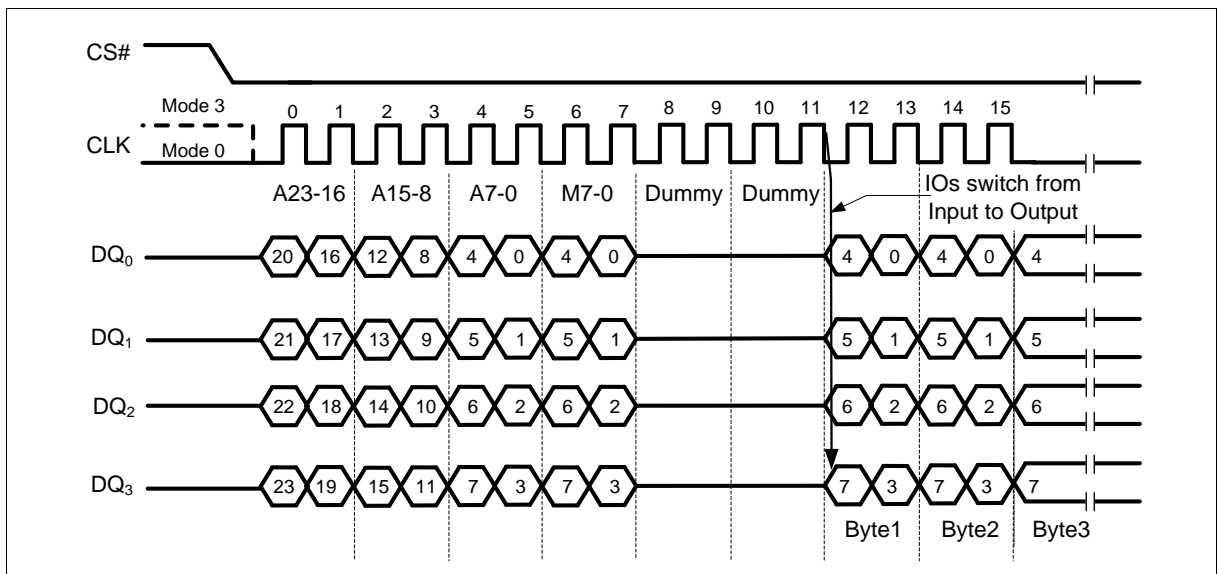 CS#
Mode 3
0 1 2 3 4 5 6 7 8 9 10 11 12 13 14 15
CLK
Mode 0
A23-16 A15-8 A7-0 M7-0 Dummy Dummy
IOs switch from
Input to Output
DQ0 20 16 12 8 4 0 4 0 4 0 4 0 4
DQ1 21 17 13 9 5 1 5 1 5 1 5 1 5
DQ2 22 18 14 10 6 2 6 2 6 2 6 2 6
DQ3 23 19 15 11 7 3 7 3 7 3 7 3 7
Byte1 Byte2 Byte3